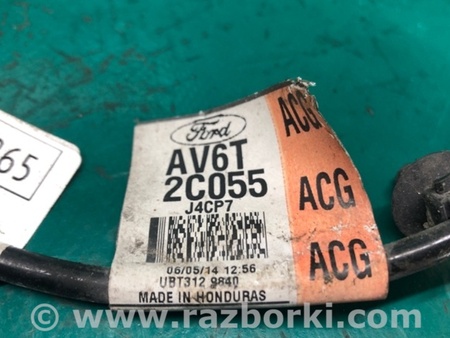 965
Ford
AV6T
2C055
J4CP7
06/05/14 12:56
UBT312 9840
MADE IN HONDURAS
ACG
ACG
ACG
www.razborki.com